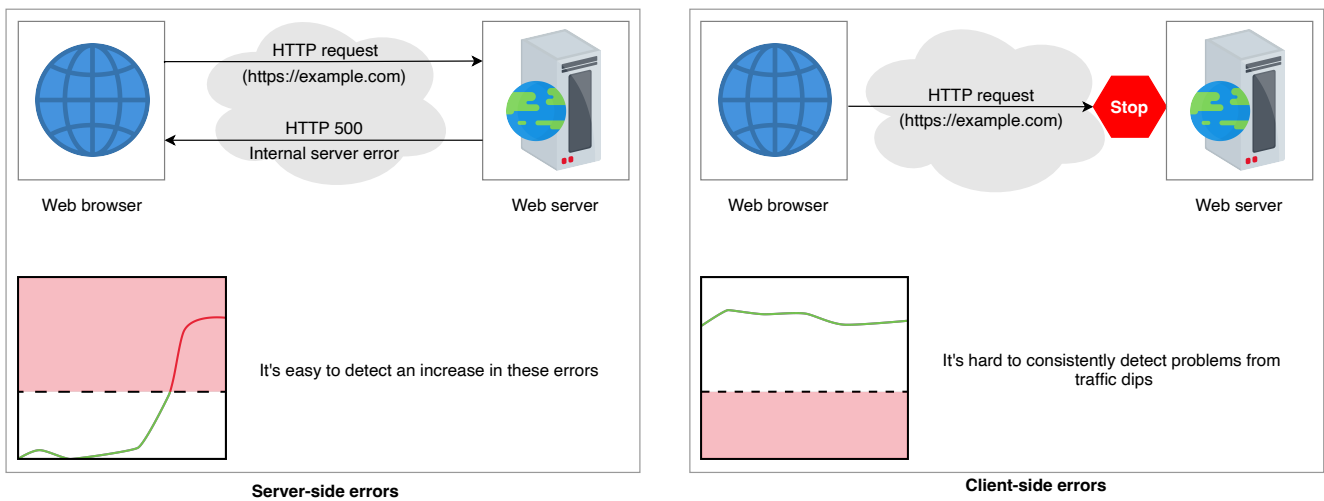 HTTP request
(https://example.com)
HTTP 500
Internal server error
Web browser
Web server
It's easy to detect an increase in these errors
Server-side errors
HTTP request
(https://example.com)
Stop
Web browser
Web server
It's hard to consistently detect problems from
traffic dips
Client-side errors